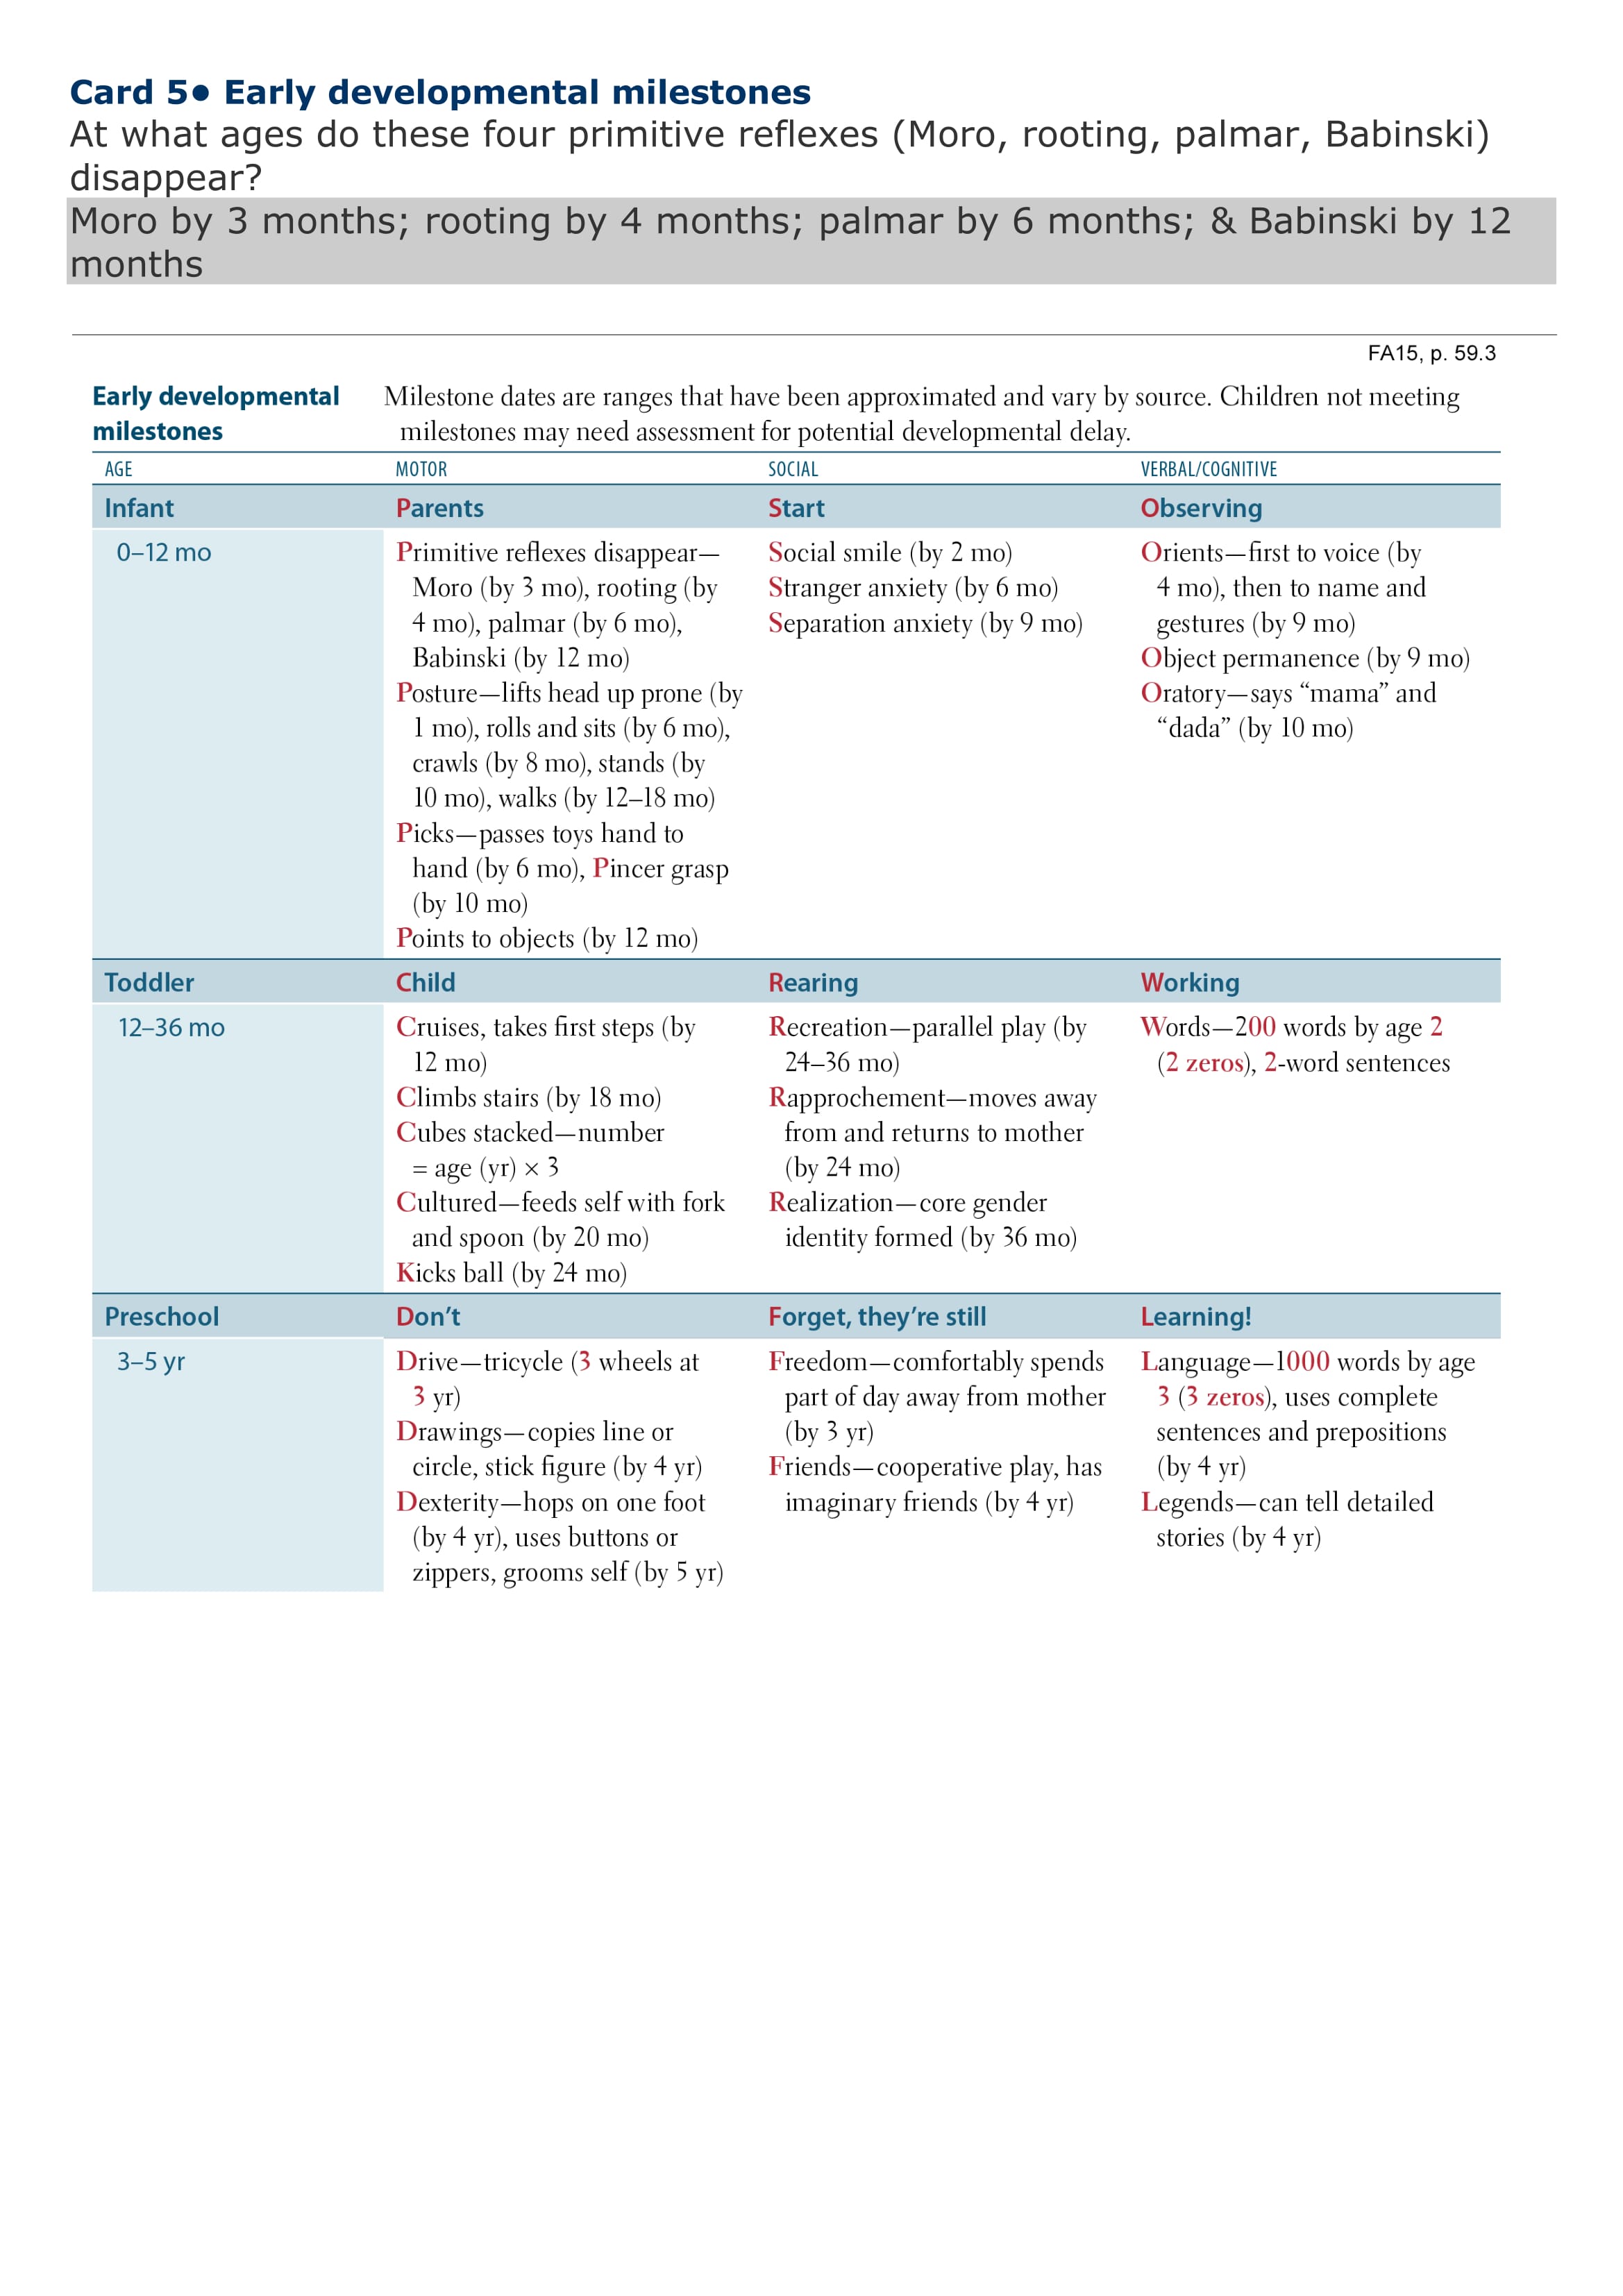 Card 5• Early developmental milestones
At what ages do these four primitive reflexes (Moro, rooting, palmar, Babinski)
disappear?
Moro by 3 months; rooting by 4 months; palmar by 6 months; & Babinski by 12
months
FA15, p. 59.3
Early developmental
milestones
Milestone dates are ranges that have been approximated and vary by source. Children not meeting
milestones may need assessment for potential developmental delay.
AGE MOTOR SOCIAL VERBAL/COGNITIVE
Infant Parents Start Observing
0–12 mo
Primitive reflexes disappear—
Moro (by 3 mo), rooting (by
4 mo), palmar (by 6 mo),
Babinski (by 12 mo)
Posture—lifts head up prone (by
1 mo), rolls and sits (by 6 mo),
crawls (by 8 mo), stands (by
10 mo), walks (by 12–18 mo)
Picks—passes toys hand to
hand (by 6 mo), Pincer grasp
(by 10 mo)
Points to objects (by 12 mo)
Social smile (by 2 mo)
Stranger anxiety (by 6 mo)
Separation anxiety (by 9 mo)
Orients—first to voice (by
4 mo), then to name and
gestures (by 9 mo)
Object permanence (by 9 mo)
Oratory—says “mama” and
“dada” (by 10 mo)
Toddler Child Rearing Working
12–36 mo
Cruises, takes first steps (by
12 mo)
Climbs stairs (by 18 mo)
Cubes stacked—number
= age (yr) × 3
Cultured—feeds self with fork
and spoon (by 20 mo)
Kicks ball (by 24 mo)
Recreation—parallel play (by
24–36 mo)
Rapprochement—moves away
from and returns to mother
(by 24 mo)
Realization—core gender
identity formed (by 36 mo)
Words—200 words by age 2
(2 zeros), 2-word sentences
Preschool Don’t Forget, they’re still Learning!
3–5 yr
Drive—tricycle (3 wheels at
3 yr)
Drawings—copies line or
circle, stick figure (by 4 yr)
Dexterity—hops on one foot
(by 4 yr), uses buttons or
zippers, grooms self (by 5 yr)
Freedom—comfortably spends
part of day away from mother
(by 3 yr)
Friends—cooperative play, has
imaginary friends (by 4 yr)
Language—1000 words by age
3 (3 zeros), uses complete
sentences and prepositions
(by 4 yr)
Legends—can tell detailed
stories (by 4 yr)